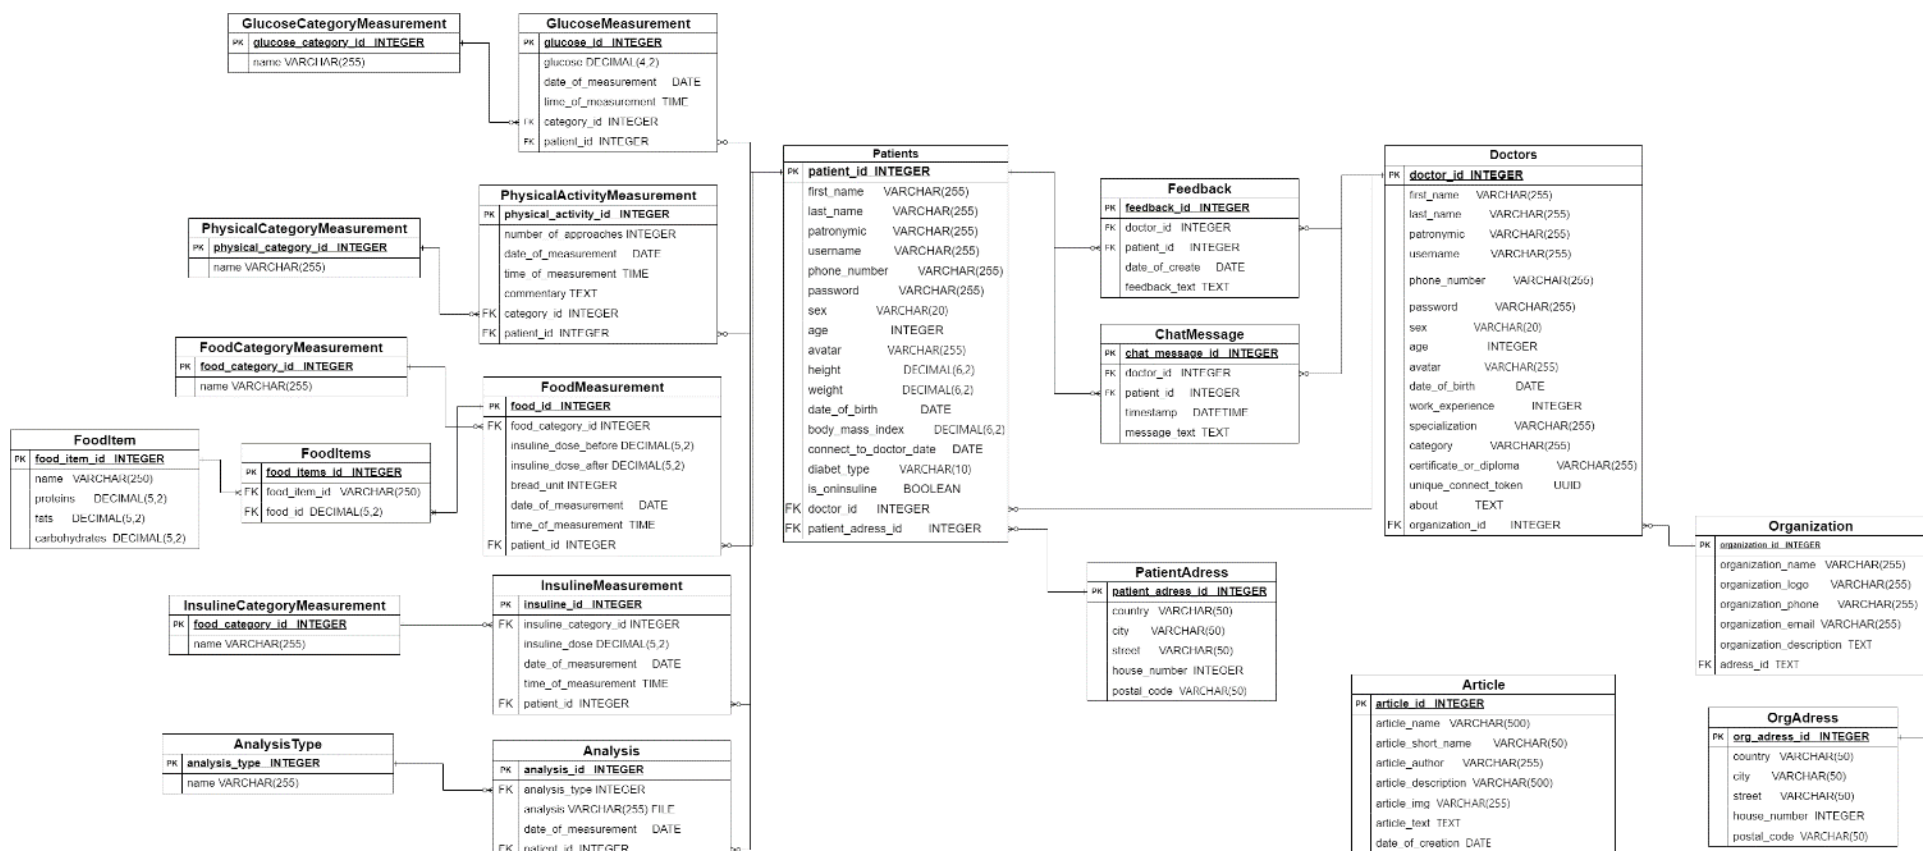 GlucoseCategoryMeasurement
PK glucose_category_id INTEGER
name VARCHAR(255)
GlucoseMeasurement
PK glucose_id INTEGER
glucose DECIMAL(4,2)
date_of_measurement DATE
time_of_measurement TIME
FK category_id INTEGER
FK patient_id INTEGER
PhysicalCategoryMeasurement
PK physical_category_id INTEGER
name VARCHAR(255)
PhysicalActivityMeasurement
PK physical_activity_id INTEGER
number_of_approaches INTEGER
date_of_measurement DATE
time_of_measurement TIME
commentary TEXT
FK category_id INTEGER
FK patient_id INTEGER
FoodCategoryMeasurement
PK food_category_id INTEGER
name VARCHAR(255)
FoodItem
PK food_item_id INTEGER
name VARCHAR(250)
proteins DECIMAL(5,2)
fats DECIMAL(5,2)
carbohydrates DECIMAL(5,2)
FoodItems
PK food_items_id INTEGER
FK food_item_id VARCHAR(250)
FK food_id DECIMAL(5,2)
FoodMeasurement
PK food_id INTEGER
FK food_category_id INTEGER
insuline_dose_before DECIMAL(5,2)
insuline_dose_after DECIMAL(5,2)
bread_unit INTEGER
date_of_measurement DATE
time_of_measurement TIME
FK patient_id INTEGER
InsulineCategoryMeasurement
PK food_category_id INTEGER
name VARCHAR(255)
InsulineMeasurement
PK insuline_id INTEGER
FK insuline_category_id INTEGER
insuline_dose DECIMAL(5,2)
date_of_measurement DATE
time_of_measurement TIME
FK patient_id INTEGER
AnalysisType
PK analysis_type INTEGER
name VARCHAR(255)
Analysis
PK analysis_id INTEGER
FK analysis_type INTEGER
analysis VARCHAR(255) FILE
date_of_measurement DATE
FK patient_id INTEGER
Patients
PK patient_id INTEGER
first_name VARCHAR(255)
last_name VARCHAR(255)
patronymic VARCHAR(255)
username VARCHAR(255)
phone_number VARCHAR(255)
password VARCHAR(255)
sex VARCHAR(20)
age INTEGER
avatar VARCHAR(255)
height DECIMAL(6,2)
weight DECIMAL(6,2)
date_of_birth DATE
body_mass_index DECIMAL(6,2)
connect_to_doctor_date DATE
diabet_type VARCHAR(10)
is_oninsuline BOOLEAN
FK doctor_id INTEGER
FK patient_adress_id INTEGER
Feedback
PK feedback_id INTEGER
FK doctor_id INTEGER
FK patient_id INTEGER
date_of_create DATE
feedback_text TEXT
ChatMessage
PK chat_message_id INTEGER
FK doctor_id INTEGER
FK patient_id INTEGER
timestamp DATETIME
message_text TEXT
PatientAdress
PK patient_adress_id INTEGER
country VARCHAR(50)
city VARCHAR(50)
street VARCHAR(50)
house_number INTEGER
postal_code VARCHAR(50)
Doctors
PK doctor_id INTEGER
first_name VARCHAR(255)
last_name VARCHAR(255)
patronymic VARCHAR(255)
username VARCHAR(255)
phone_number VARCHAR(255)
password VARCHAR(255)
sex VARCHAR(20)
age INTEGER
avatar VARCHAR(255)
date_of_birth DATE
work_experience INTEGER
specialization VARCHAR(255)
category VARCHAR(255)
certificate_or_diploma VARCHAR(255)
unique_connect_token UUID
about TEXT
FK organization_id INTEGER
Organization
PK organization_id INTEGER
organization_name VARCHAR(255)
organization_logo VARCHAR(255)
organization_phone VARCHAR(255)
organization_email VARCHAR(255)
organization_description TEXT
FK adress_id TEXT
Article
PK article_id INTEGER
article_name VARCHAR(500)
article_short_name VARCHAR(50)
article_author VARCHAR(255)
article_description VARCHAR(500)
article_img VARCHAR(255)
article_text TEXT
date_of_creation DATE
OrgAdress
PK org_adress_id INTEGER
country VARCHAR(50)
city VARCHAR(50)
street VARCHAR(50)
house_number INTEGER
postal_code VARCHAR(50)